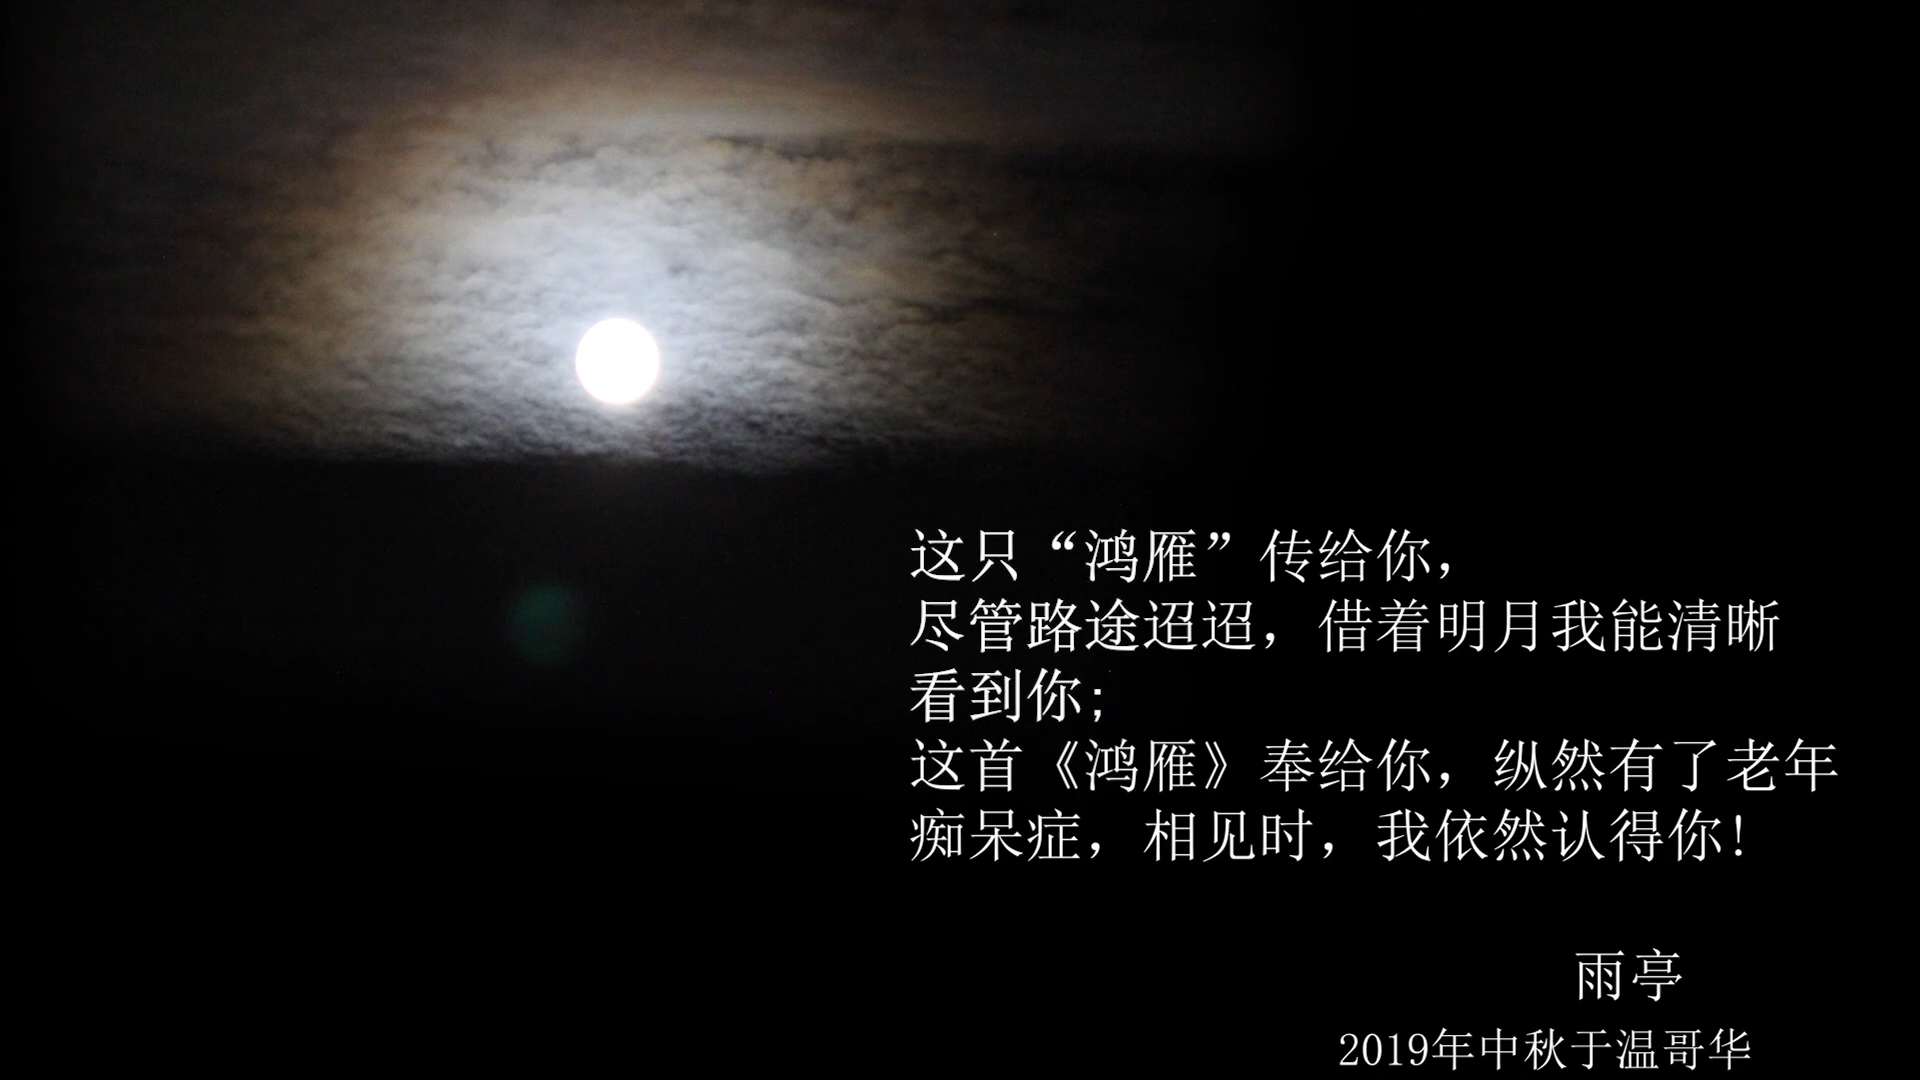 这只“鸿雁”传给你，
尽管路途迢迢，借着明月我能清晰
看到你；
这首《鸿雁》奉给你，纵然有了老年
痴呆症，相见时，我依然认得你！
雨亭
2019年中秋于温哥华